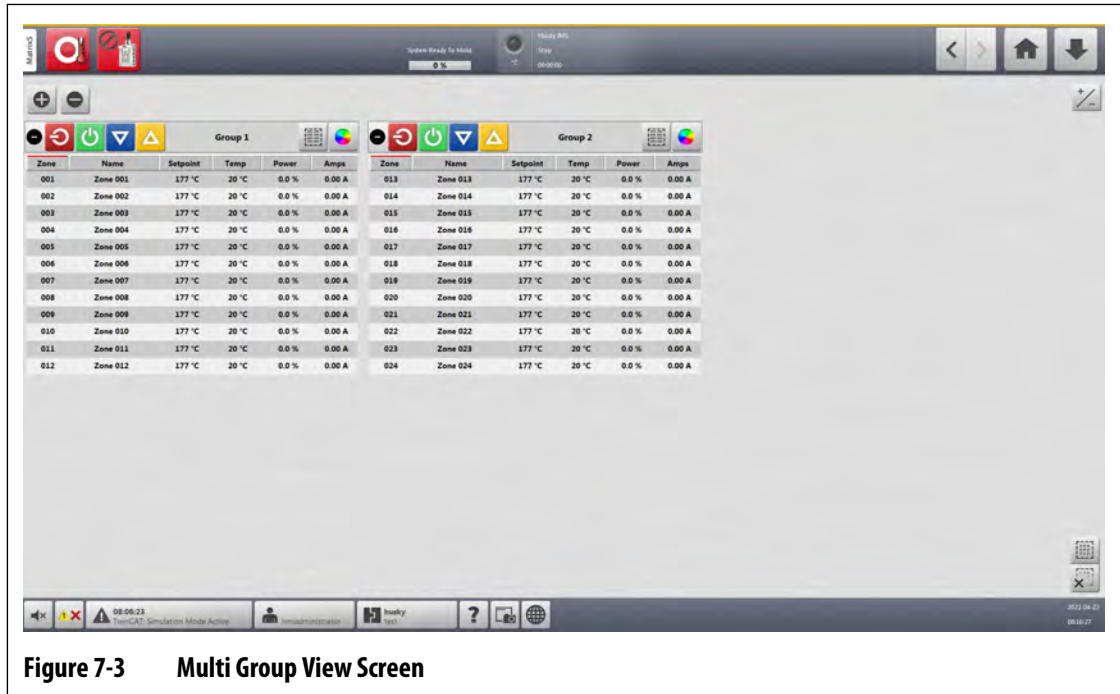 Matrix5
System Ready To Mold
0 %
Husky IMS
Stop
°C
00:00:00
Group 1
Zone Name Setpoint Temp Power Amps
001 Zone 001 177 °C 20 °C 0.0 % 0.00 A
002 Zone 002 177 °C 20 °C 0.0 % 0.00 A
003 Zone 003 177 °C 20 °C 0.0 % 0.00 A
004 Zone 004 177 °C 20 °C 0.0 % 0.00 A
005 Zone 005 177 °C 20 °C 0.0 % 0.00 A
006 Zone 006 177 °C 20 °C 0.0 % 0.00 A
007 Zone 007 177 °C 20 °C 0.0 % 0.00 A
008 Zone 008 177 °C 20 °C 0.0 % 0.00 A
009 Zone 009 177 °C 20 °C 0.0 % 0.00 A
010 Zone 010 177 °C 20 °C 0.0 % 0.00 A
011 Zone 011 177 °C 20 °C 0.0 % 0.00 A
012 Zone 012 177 °C 20 °C 0.0 % 0.00 A
Group 2
Zone Name Setpoint Temp Power Amps
013 Zone 013 177 °C 20 °C 0.0 % 0.00 A
014 Zone 014 177 °C 20 °C 0.0 % 0.00 A
015 Zone 015 177 °C 20 °C 0.0 % 0.00 A
016 Zone 016 177 °C 20 °C 0.0 % 0.00 A
017 Zone 017 177 °C 20 °C 0.0 % 0.00 A
018 Zone 018 177 °C 20 °C 0.0 % 0.00 A
019 Zone 019 177 °C 20 °C 0.0 % 0.00 A
020 Zone 020 177 °C 20 °C 0.0 % 0.00 A
021 Zone 021 177 °C 20 °C 0.0 % 0.00 A
022 Zone 022 177 °C 20 °C 0.0 % 0.00 A
023 Zone 023 177 °C 20 °C 0.0 % 0.00 A
024 Zone 024 177 °C 20 °C 0.0 % 0.00 A
08:06:23
TwinCAT: Simulation Mode Active
husky
test
?
2022-04-22
08:16:27
Figure 7-3 Multi Group View Screen